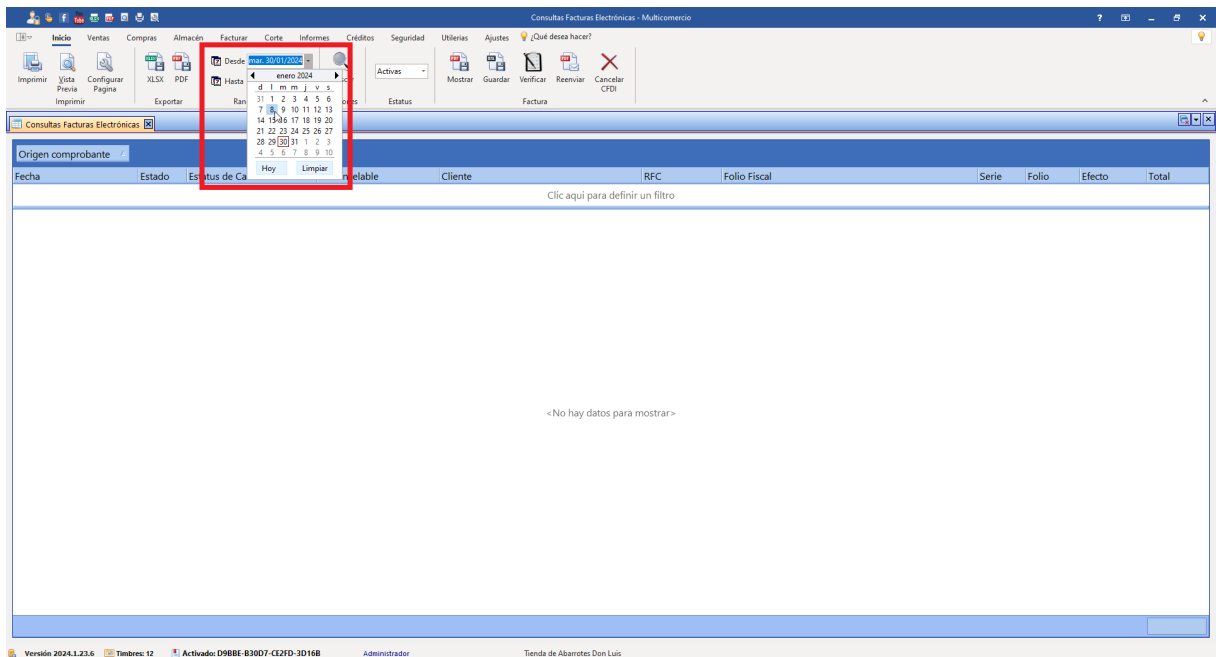 Consultas Facturas Electrónicas - Multicomercio
Inicio Ventas Compras Almacén Facturar Corte Informes Créditos Seguridad Utilerias Ajustes ¿Qué desea hacer?
Imprimir Vista Previa Configurar Pagina XLSX PDF
Desde mar. 30/01/2024
Hasta
Activas
Mostrar Guardar Verificar Reenviar Cancelar CFDI
Imprimir Exportar Ran Estatus Factura
enero 2024
d l m m j v s
31 1 2 3 4 5 6
7 8 9 10 11 12 13
14 15 16 17 18 19 20
21 22 23 24 25 26 27
28 29 30 31 1 2 3
4 5 6 7 8 9 10
Hoy Limpiar
Consultas Facturas Electrónicas
Origen comprobante
Fecha Estado Estatus de Ca Cliente RFC Folio Fiscal Serie Folio Efecto Total
Clic aqui para definir un filtro
<No hay datos para mostrar>
Versión 2024.1.23.6 Timbres: 12 Activado: D9BBE-B30D7-CE2FD-3D16B Administrador Tienda de Abarrotes Don Luis